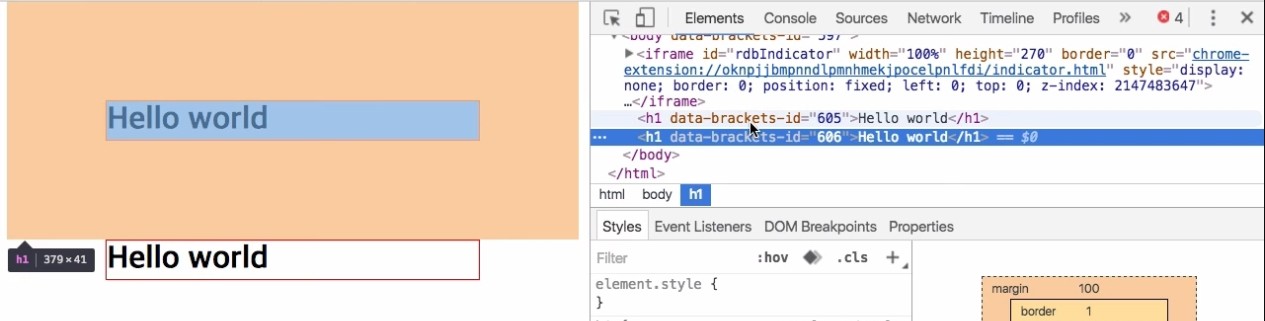 Hello world
h1 379 × 41
Hello world
Elements Console Sources Network Timeline Profiles » 4
<body data-brackets-id="597">
<iframe id="rdbIndicator" width="100%" height="270" border="0" src="chrome-
extension://oknpjjbmpnndlpmnhmekjpocelpnlfdi/indicator.html" style="display:
none; border: 0; position: fixed; left: 0; top: 0; z-index: 2147483647">
…</iframe>
<h1 data-brackets-id="605">Hello world</h1>
<h1 data-brackets-id="606">Hello world</h1> == $0
</body>
</html>
html body h1
Styles Event Listeners DOM Breakpoints Properties
Filter :hov .cls +
element.style {
}
margin 100
border 1